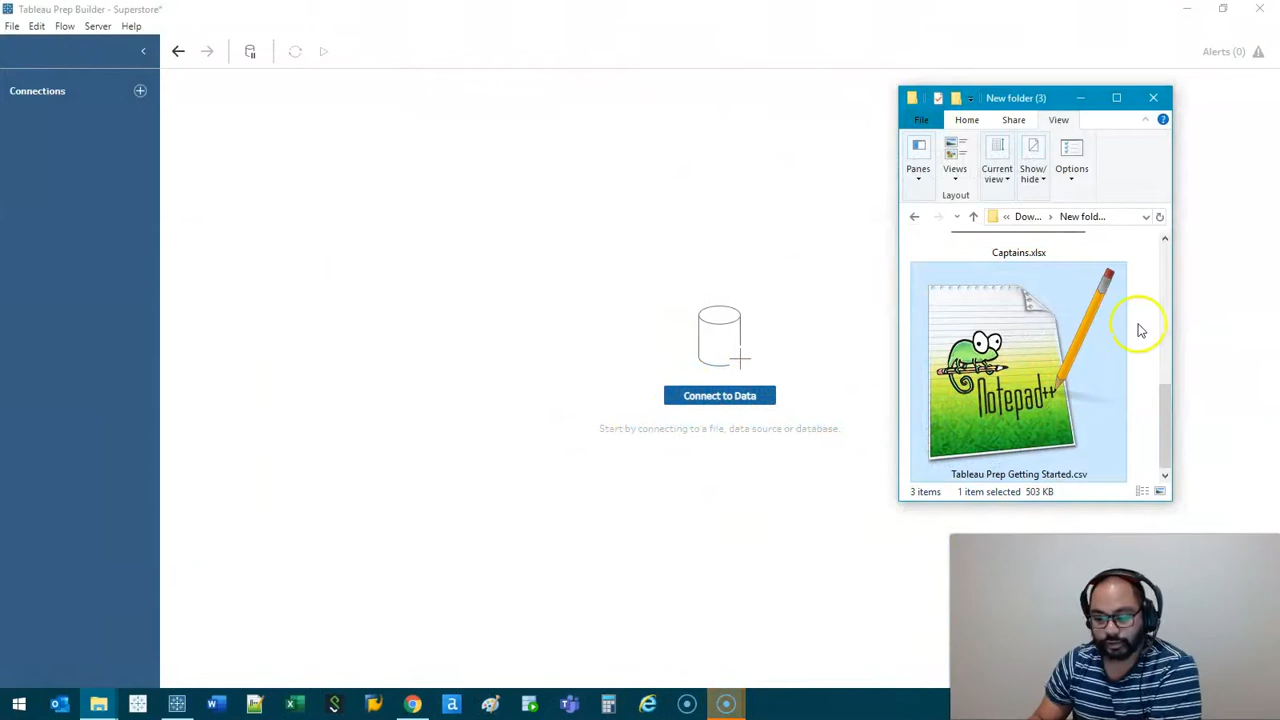 Tableau Prep Builder - Superstore*
File Edit Flow Server Help
Alerts (0)
Connections
New folder (3)
File Home Share View
Panes
Views
Current view
Show/hide
Options
Layout
« Dow... › New fold...
Captains.xlsx
Notepad++
Tableau Prep Getting Started.csv
3 items 1 item selected 503 KB
Connect to Data
Start by connecting to a file, data source or database.